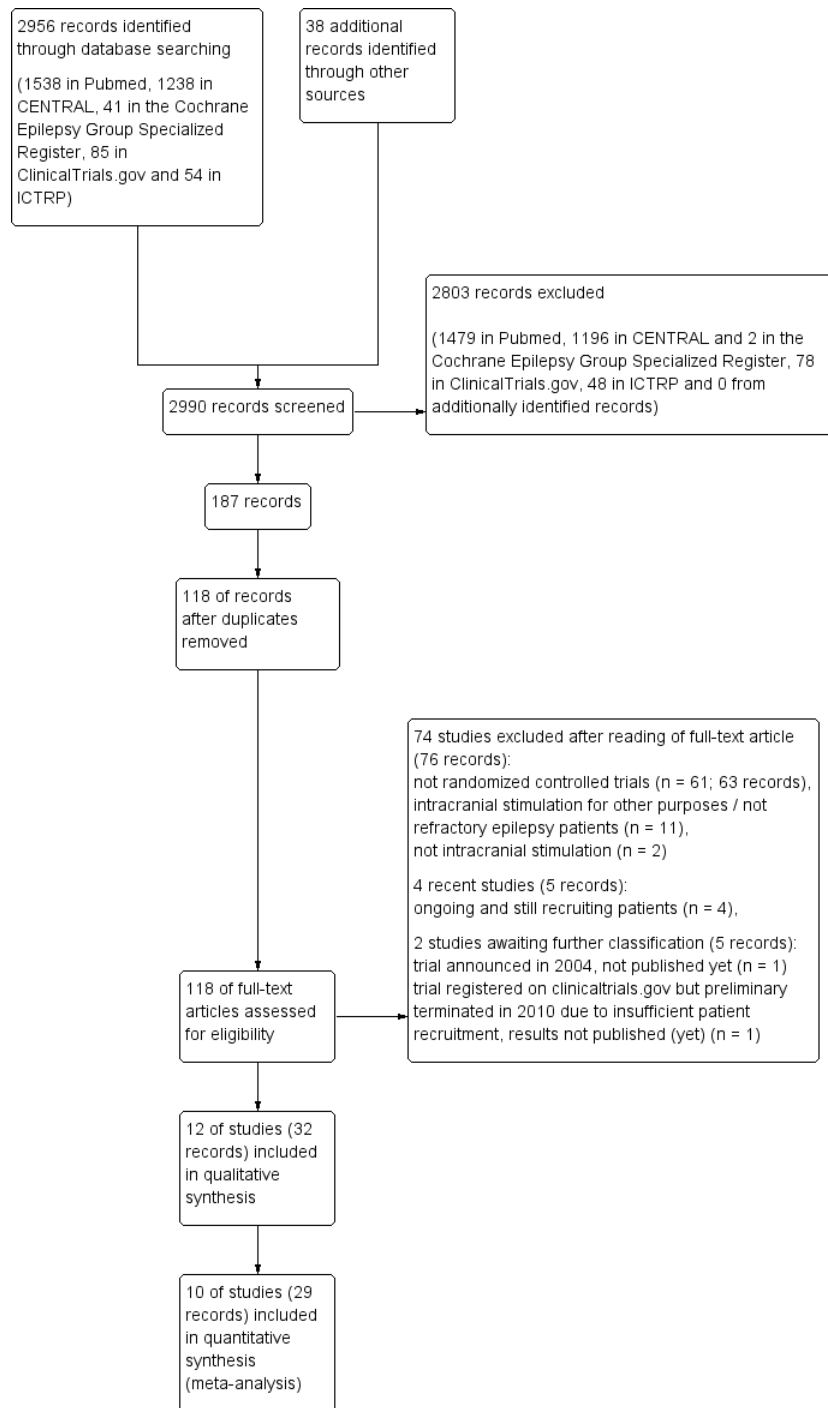 2956 records identified
through database searching
(1538 in Pubmed, 1238 in
CENTRAL, 41 in the Cochrane
Epilepsy Group Specialized
Register, 85 in
ClinicalTrials.gov and 54 in
ICTRP)
38 additional
records identified
through other
sources
2803 records excluded
(1479 in Pubmed, 1196 in CENTRAL and 2 in the
Cochrane Epilepsy Group Specialized Register, 78
in ClinicalTrials.gov, 48 in ICTRP and 0 from
additionally identified records)
2990 records screened
187 records
118 of records
after duplicates
removed
74 studies excluded after reading of full-text article
(76 records):
not randomized controlled trials (n = 61; 63 records),
intracranial stimulation for other purposes / not
refractory epilepsy patients (n = 11),
not intracranial stimulation (n = 2)
4 recent studies (5 records):
ongoing and still recruiting patients (n = 4),
2 studies awaiting further classification (5 records):
trial announced in 2004, not published yet (n = 1)
trial registered on clinicaltrials.gov but preliminary
terminated in 2010 due to insufficient patient
recruitment, results not published (yet) (n = 1)
118 of full-text
articles assessed
for eligibility
12 of studies (32
records) included
in qualitative
synthesis
10 of studies (29
records) included
in quantitative
synthesis
(meta-analysis)